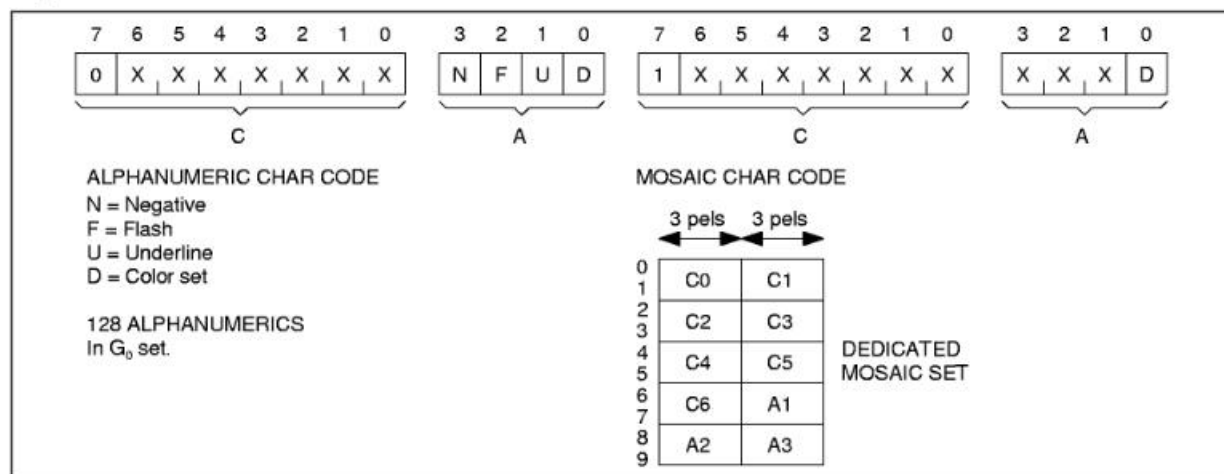 7 6 5 4 3 2 1 0 3 2 1 0 7 6 5 4 3 2 1 0 3 2 1 0
0 X X X X X X X N F U D 1 X X X X X X X X X X D
C A C A
ALPHANUMERIC CHAR CODE
N = Negative
F = Flash
U = Underline
D = Color set
128 ALPHANUMERICS
In G₀ set.
MOSAIC CHAR CODE
3 pels 3 pels
0
1 C0 C1
2
3 C2 C3
4
5 C4 C5
6
7 C6 A1
8
9 A2 A3
DEDICATED
MOSAIC SET